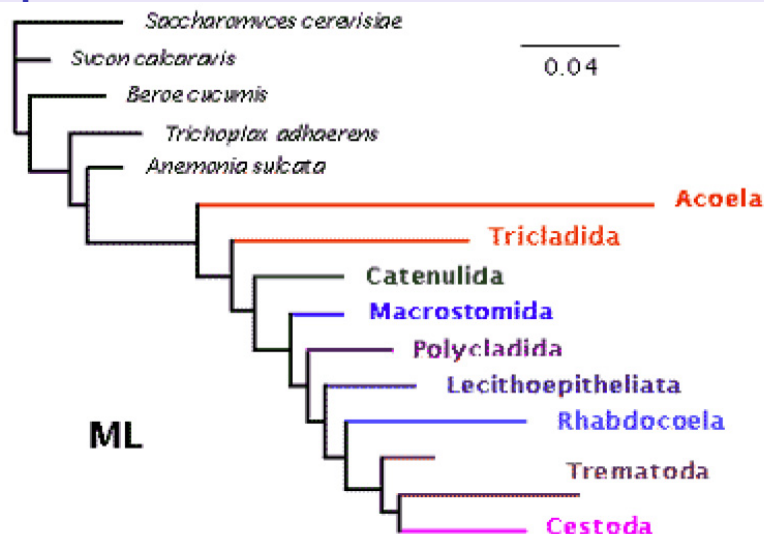 Saccharomyces cerevisiae
Sycon calcaravis
0.04
Beroe cucumis
Trichoplax adhaerens
Anemonia sulcata
Acoela
Tricladida
Catenulida
Macrostomida
Polycladida
Lecithoepitheliata
Rhabdocoela
ML
Trematoda
Cestoda